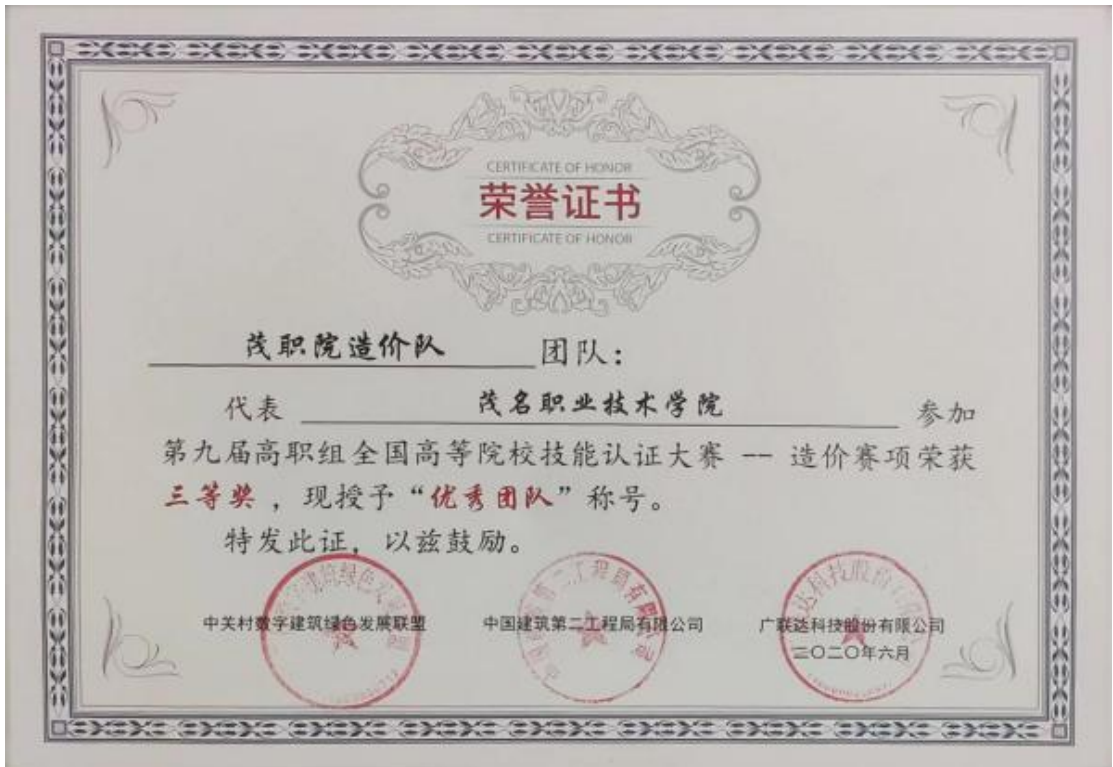 CERTIFICATE OF HONOR
荣誉证书
CERTIFICATE OF HONOR
茂职院造价队 团队：
代表 茂名职业技术学院 参加
第九届高职组全国高等院校技能认证大赛 -- 造价赛项荣获
三等奖，现授予“优秀团队”称号。
特发此证，以兹鼓励。
中关村数字建筑绿色发展联盟 中国建筑第二工程局有限公司 广联达科技股份有限公司
二〇二〇年六月